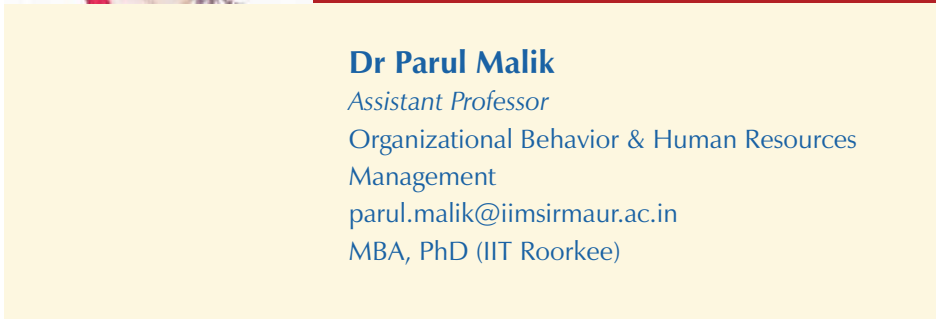 Dr Parul Malik
Assistant Professor
Organizational Behavior & Human Resources
Management
parul.malik@iimsirmaur.ac.in
MBA, PhD (IIT Roorkee)